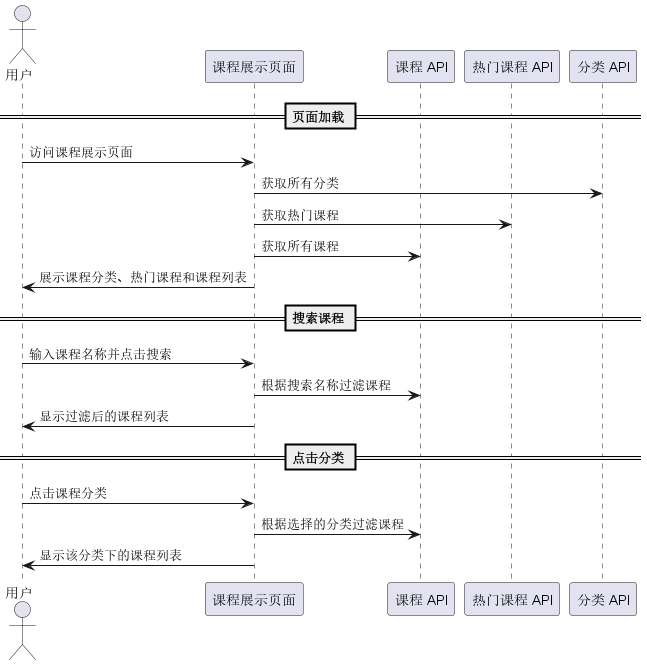 用户
课程展示页面
课程 API
热门课程 API
分类 API
页面加载
访问课程展示页面
获取所有分类
获取热门课程
获取所有课程
展示课程分类、热门课程和课程列表
搜索课程
输入课程名称并点击搜索
根据搜索名称过滤课程
显示过滤后的课程列表
点击分类
点击课程分类
根据选择的分类过滤课程
显示该分类下的课程列表
用户
课程展示页面
课程 API
热门课程 API
分类 API